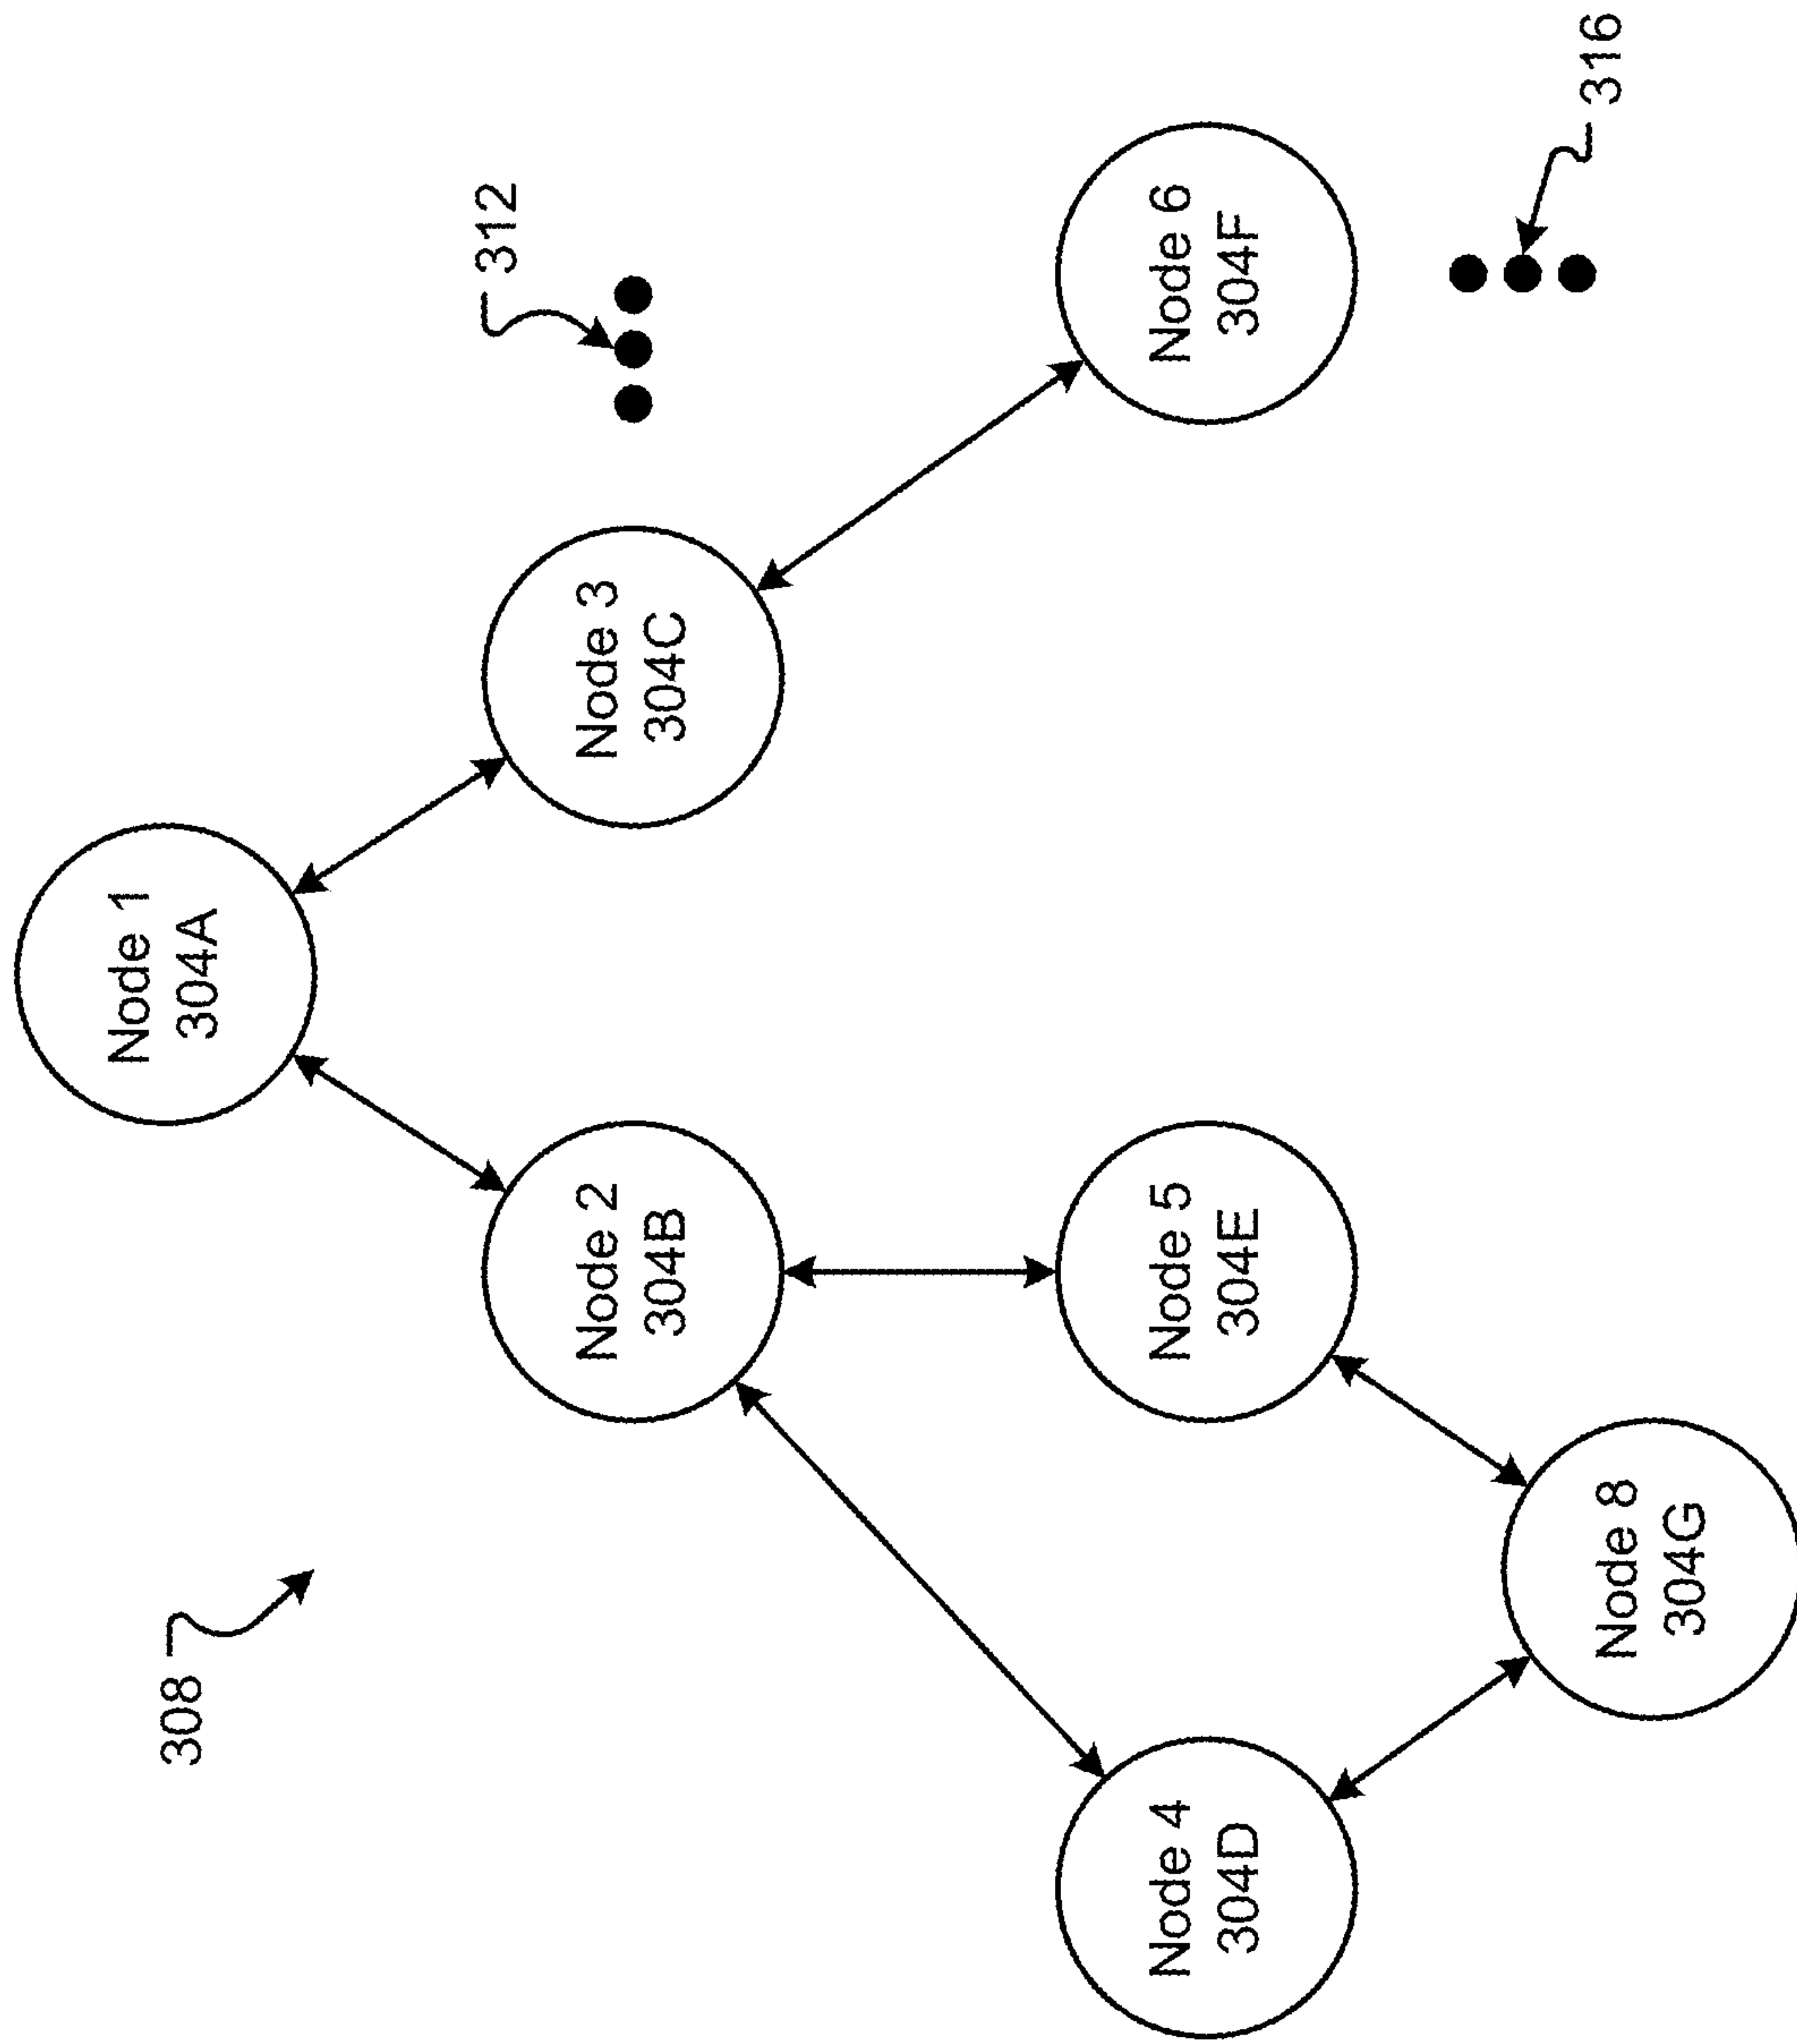 308
Node 1
304A
312
Node 2
304B
Node 3
304C
Node 4
304D
Node 5
304E
Node 6
304F
Node 8
304G
316